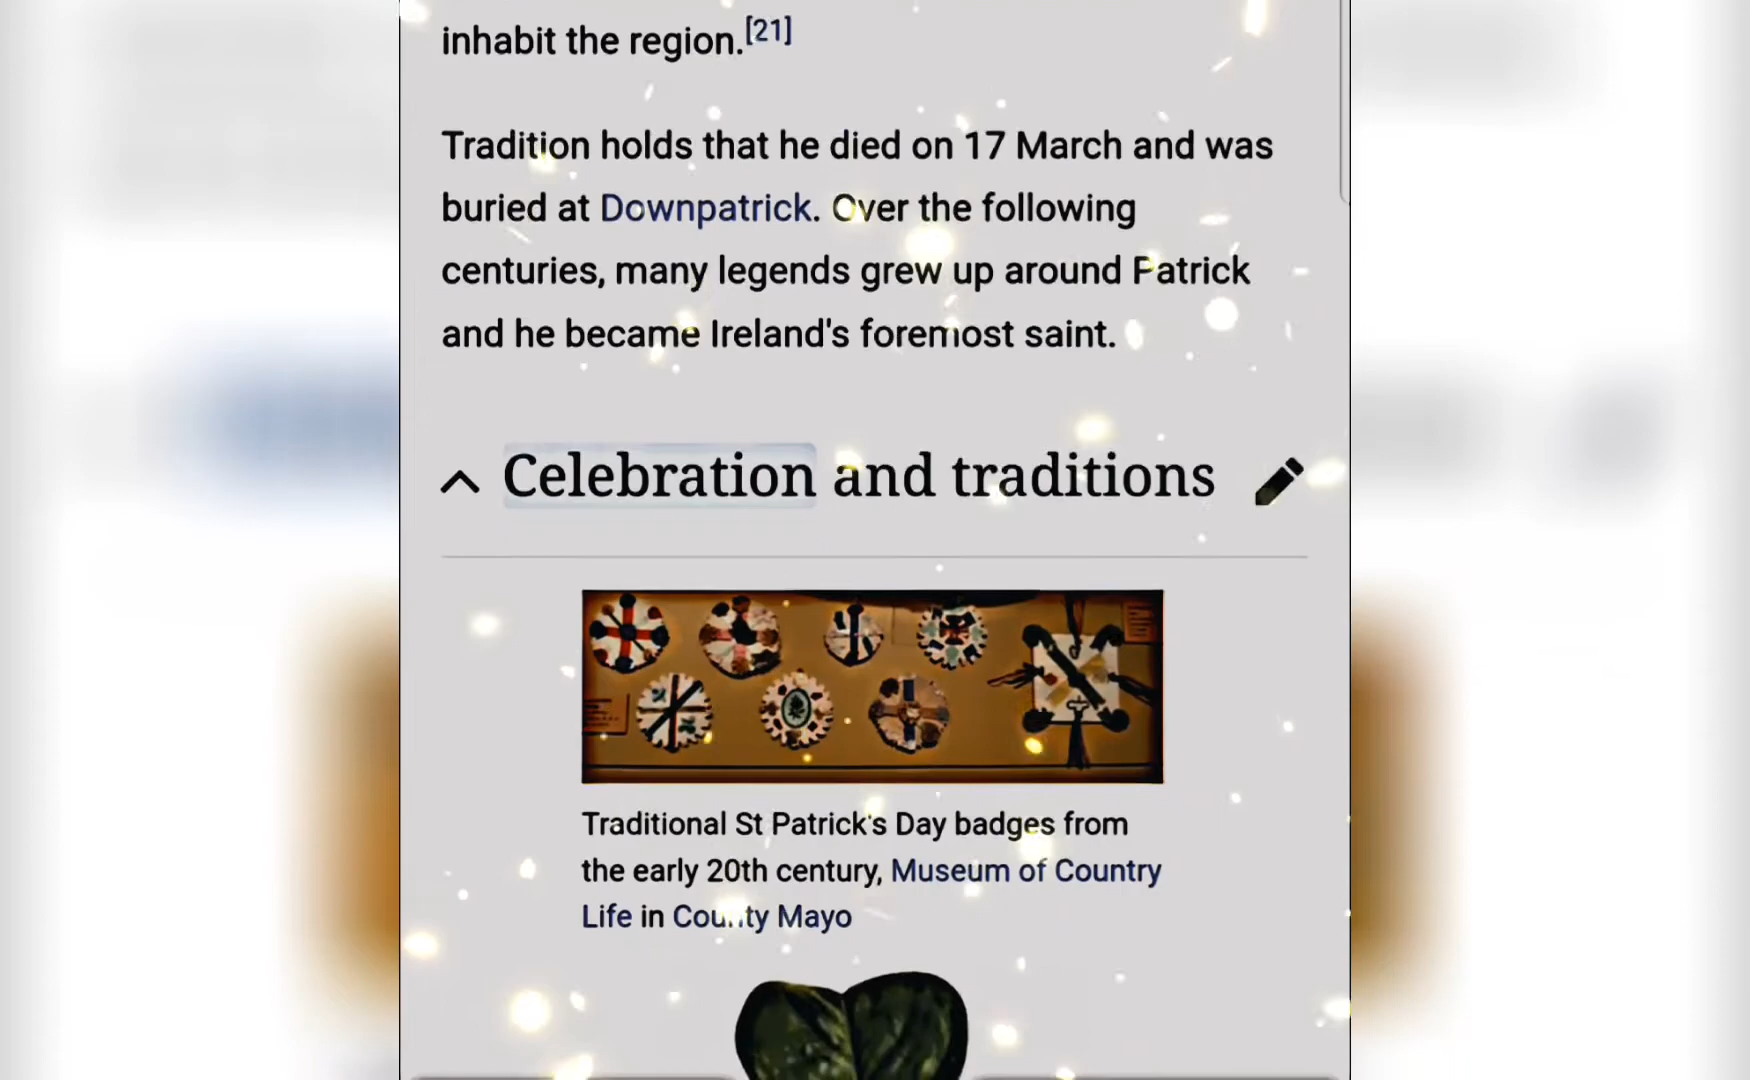 inhabit the region.[21]
Tradition holds that he died on 17 March and was
buried at Downpatrick. Over the following
centuries, many legends grew up around Patrick
and he became Ireland's foremost saint.
Celebration and traditions
Traditional St Patrick's Day badges from
the early 20th century, Museum of Country
Life in County Mayo